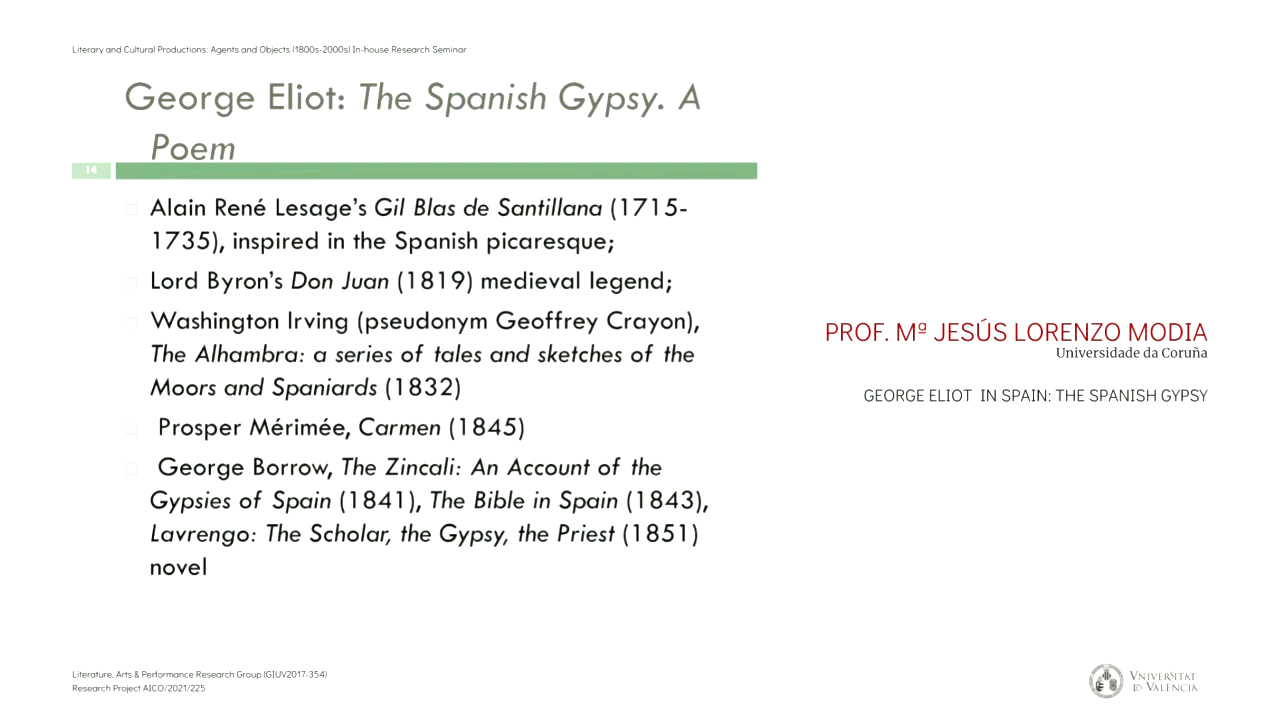 Literary and Cultural Productions: Agents and Objects (1800s-2000s) In-house Research Seminar
George Eliot: The Spanish Gypsy. A
Poem
14
Alain René Lesage's Gil Blas de Santillana (1715-
1735), inspired in the Spanish picaresque;
Lord Byron's Don Juan (1819) medieval legend;
Washington Irving (pseudonym Geoffrey Crayon),
The Alhambra: a series of tales and sketches of the
Moors and Spaniards (1832)
Prosper Mérimée, Carmen (1845)
George Borrow, The Zincali: An Account of the
Gypsies of Spain (1841), The Bible in Spain (1843),
Lavrengo: The Scholar, the Gypsy, the Priest (1851)
novel
PROF. Mª JESÚS LORENZO MODIA
Universidade da Coruña
GEORGE ELIOT IN SPAIN: THE SPANISH GYPSY
Literature, Arts & Performance Research Group (GIUV2017-354)
Research Project AICO/2021/225
VNIVERSITAT
ID VALÈNCIA